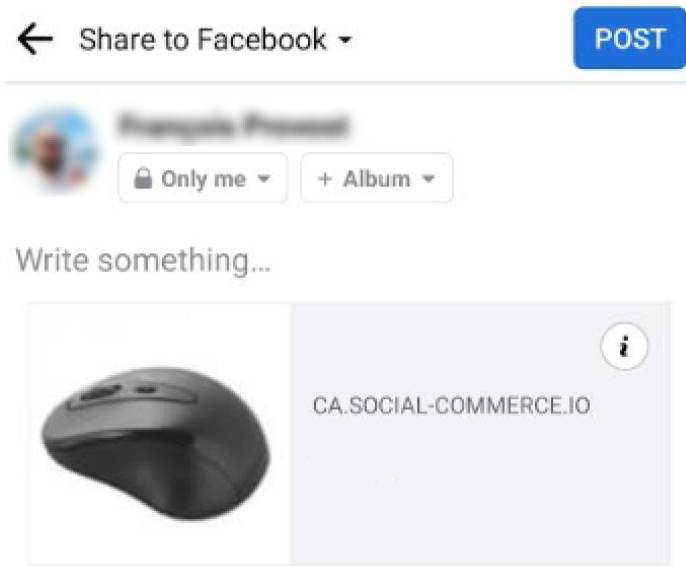 Share to Facebook
POST
Only me
+ Album
Write something...
i
CA.SOCIAL-COMMERCE.IO